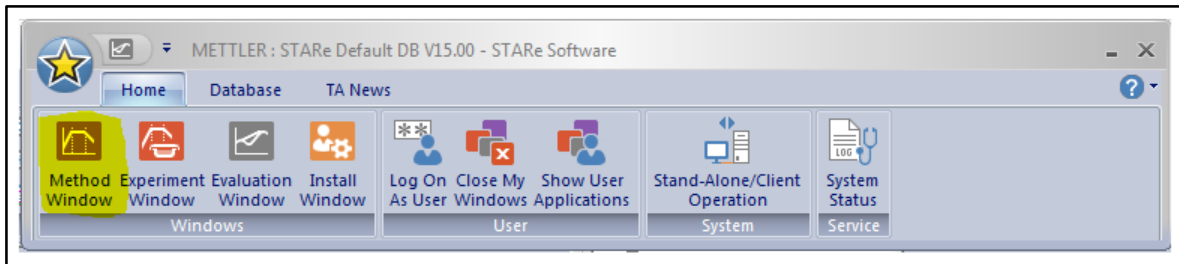 METTLER : STARe Default DB V15.00 - STARe Software
Home Database TA News
Method Window
Experiment Window
Evaluation Window
Install Window
Windows
**
Log On As User
Close My Windows
Show User Applications
User
Stand-Alone/Client Operation
System
LOG
System Status
Service